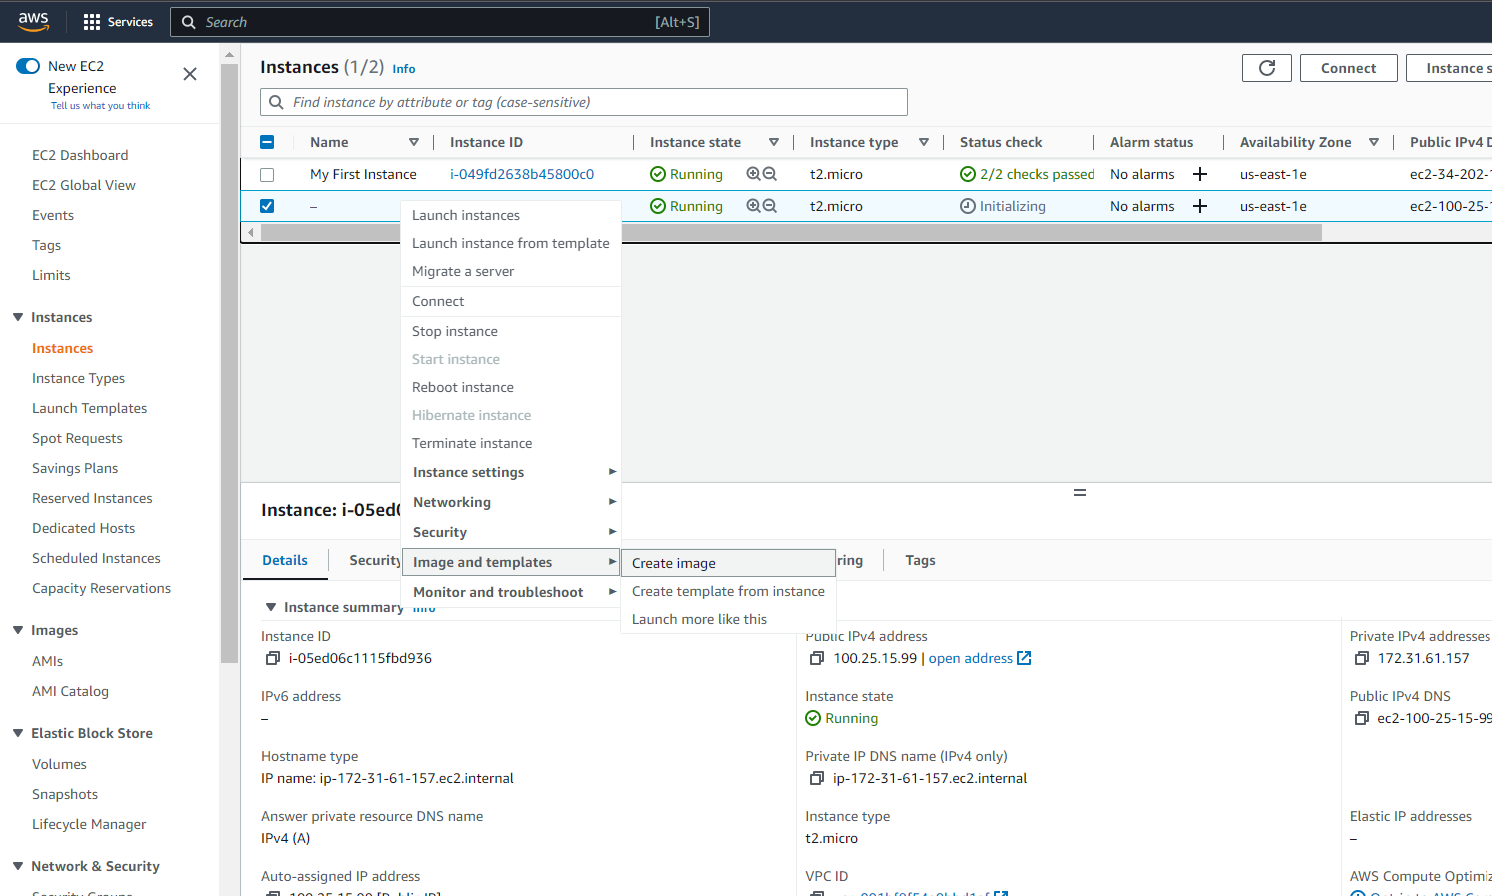 aws
Services
Search
[Alt+S]
New EC2
Experience
Tell us what you think
EC2 Dashboard
EC2 Global View
Events
Tags
Limits
Instances
Instances
Instance Types
Launch Templates
Spot Requests
Savings Plans
Reserved Instances
Dedicated Hosts
Scheduled Instances
Capacity Reservations
Images
AMIs
AMI Catalog
Elastic Block Store
Volumes
Snapshots
Lifecycle Manager
Network & Security
Instances (1/2) Info
Connect
Instance s
Find instance by attribute or tag (case-sensitive)
Name Instance ID Instance state Instance type Status check Alarm status Availability Zone Public IPv4 D
My First Instance i-049fd2638b45800c0 Running t2.micro 2/2 checks passed No alarms + us-east-1e ec2-34-202-1
– Running t2.micro Initializing No alarms + us-east-1e ec2-100-25-1
Launch instances
Launch instance from template
Migrate a server
Connect
Stop instance
Start instance
Reboot instance
Hibernate instance
Terminate instance
Instance settings
Networking
Security
Image and templates
Monitor and troubleshoot
Create image
Create template from instance
Launch more like this
Instance: i-05ed0
Details Security ring Tags
Instance summary Info
Instance ID
i-05ed06c1115fbd936
Public IPv4 address
100.25.15.99 | open address
Private IPv4 addresses
172.31.61.157
IPv6 address
–
Instance state
Running
Public IPv4 DNS
ec2-100-25-15-99
Hostname type
IP name: ip-172-31-61-157.ec2.internal
Private IP DNS name (IPv4 only)
ip-172-31-61-157.ec2.internal
Answer private resource DNS name
IPv4 (A)
Instance type
t2.micro
Elastic IP addresses
–
Auto-assigned IP address
100.25.15.99 [Public IP]
VPC ID
AWS Compute Optimiz